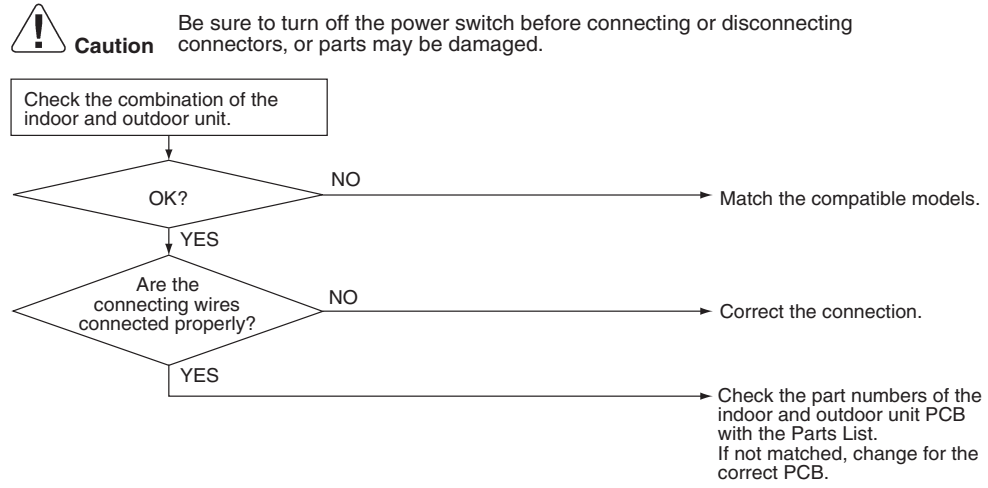 Be sure to turn off the power switch before connecting or disconnecting
Caution connectors, or parts may be damaged.
Check the combination of the
indoor and outdoor unit.
OK?
NO
Match the compatible models.
YES
Are the
connecting wires
connected properly?
NO
Correct the connection.
YES
Check the part numbers of the
indoor and outdoor unit PCB
with the Parts List.
If not matched, change for the
correct PCB.